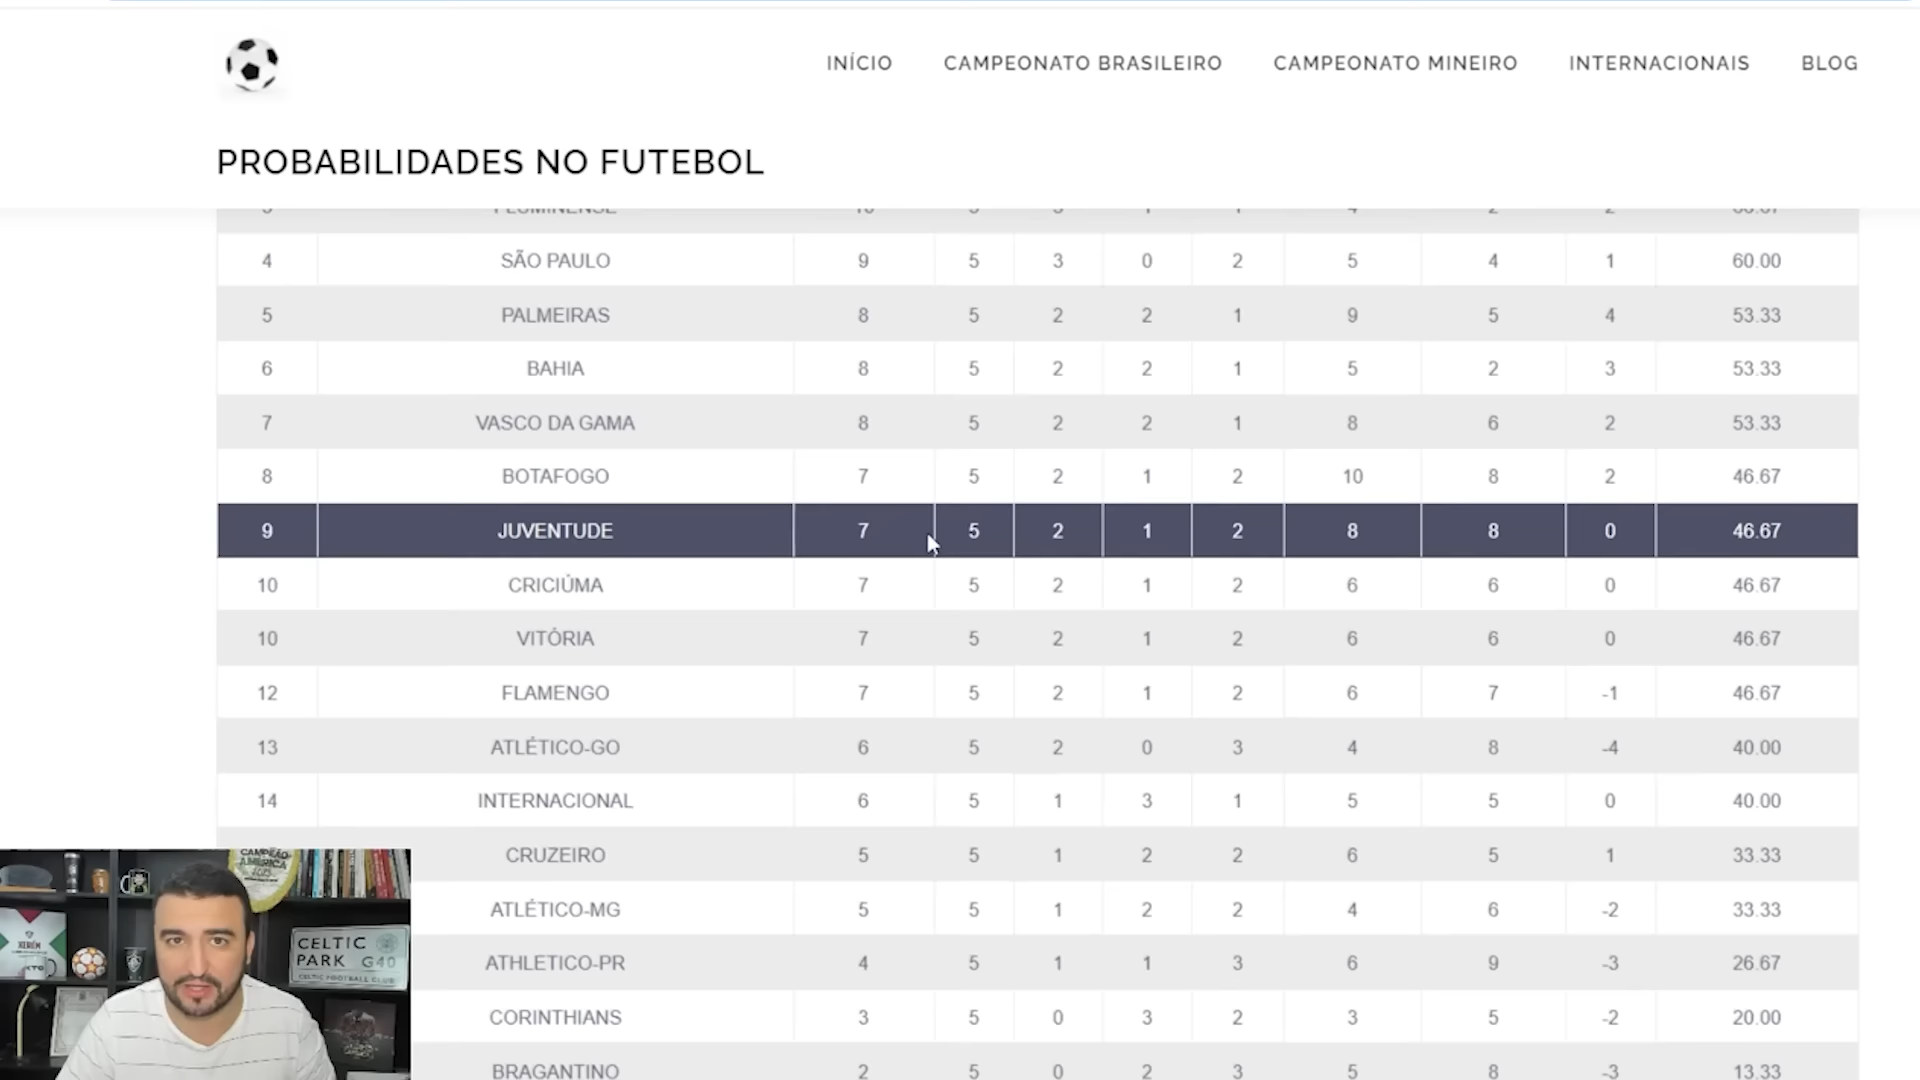 INÍCIO CAMPEONATO BRASILEIRO CAMPEONATO MINEIRO INTERNACIONAIS BLOG
PROBABILIDADES NO FUTEBOL
FLUMINENSE
4 SÃO PAULO 9 5 3 0 2 5 4 1 60.00
5 PALMEIRAS 8 5 2 2 1 9 5 4 53.33
6 BAHIA 8 5 2 2 1 5 2 3 53.33
7 VASCO DA GAMA 8 5 2 2 1 8 6 2 53.33
8 BOTAFOGO 7 5 2 1 2 10 8 2 46.67
9 JUVENTUDE 7 5 2 1 2 8 8 0 46.67
10 CRICIÚMA 7 5 2 1 2 6 6 0 46.67
10 VITÓRIA 7 5 2 1 2 6 6 0 46.67
12 FLAMENGO 7 5 2 1 2 6 7 -1 46.67
13 ATLÉTICO-GO 6 5 2 0 3 4 8 -4 40.00
14 INTERNACIONAL 6 5 1 3 1 5 5 0 40.00
CRUZEIRO 5 5 1 2 2 6 5 1 33.33
ATLÉTICO-MG 5 5 1 2 2 4 6 -2 33.33
ATHLETICO-PR 4 5 1 1 3 6 9 -3 26.67
CORINTHIANS 3 5 0 3 2 3 5 -2 20.00
BRAGANTINO 2 5 0 2 3 5 8 -3 13.33
CAMPEÃO
AMÉRICA
XERÉM
CELTIC
PARK G40
CELTIC FOOTBALL CLUB